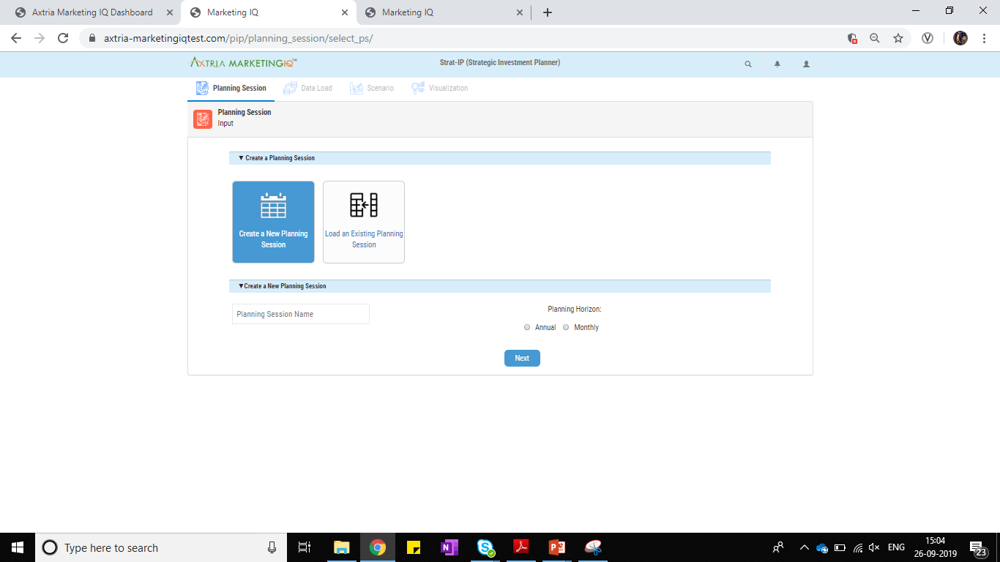 Axtria Marketing IQ Dashboard
Marketing IQ
Marketing IQ
axtria-marketingiqtest.com/pip/planning_session/select_ps/
AXTRIA MARKETINGIQ™
Strat-IP (Strategic Investment Planner)
Planning Session
Data Load
Scenario
Visualization
Planning Session
Input
▼ Create a Planning Session
Create a New Planning
Session
Load an Existing Planning
Session
▼Create a New Planning Session
Planning Session Name
Planning Horizon:
Annual
Monthly
Next
Type here to search
ENG
15:04
26-09-2019
23